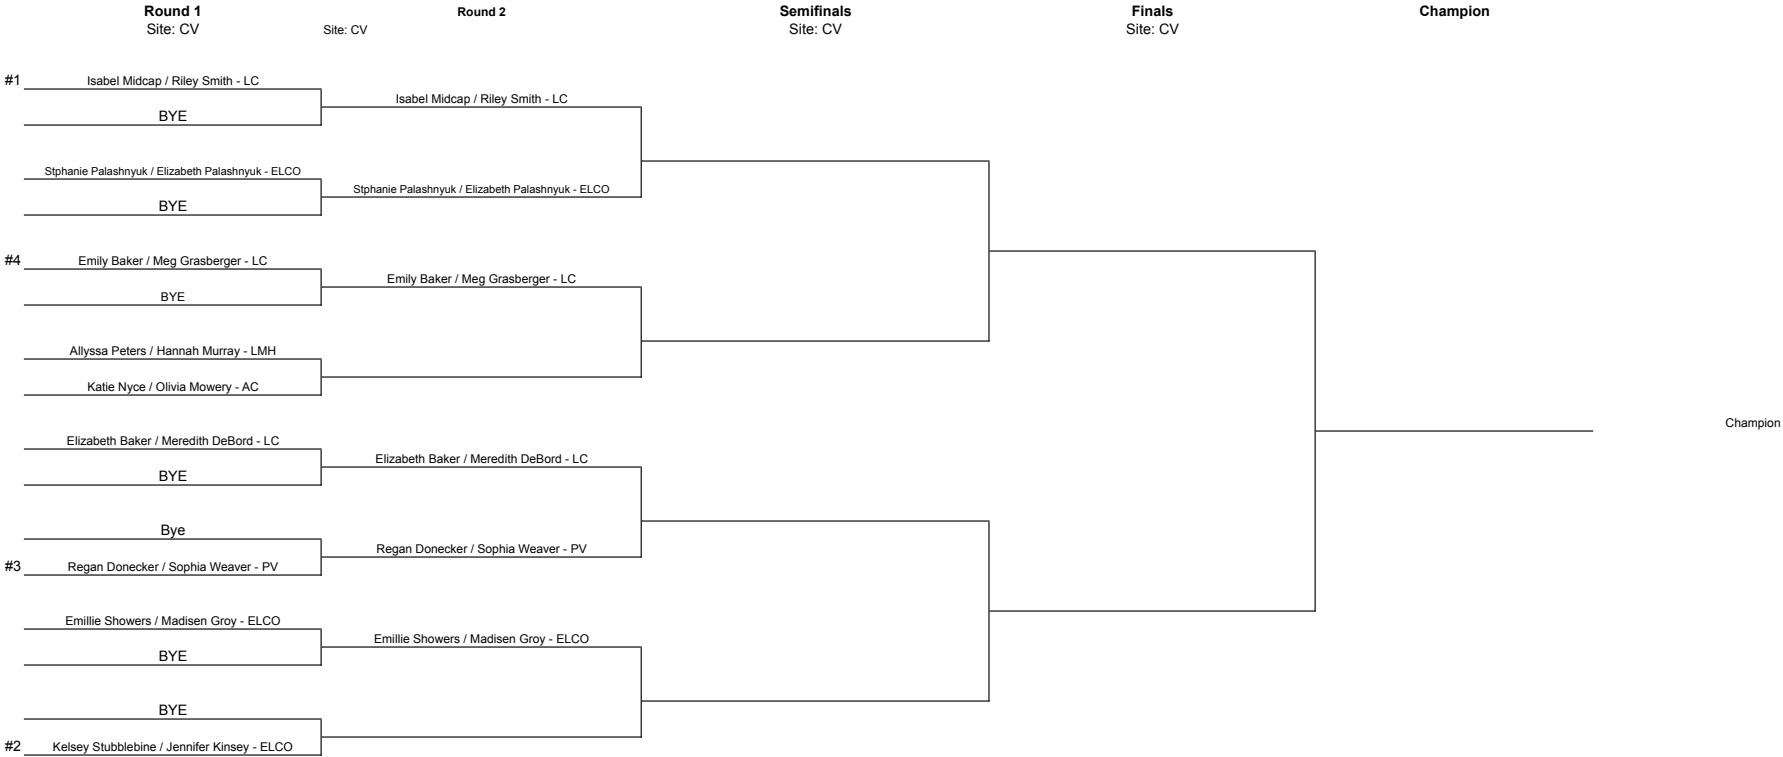 Round 1
Site: CV
Round 2
Site: CV
Semifinals
Site: CV
Finals
Site: CV
Champion
#1
Isabel Midcap / Riley Smith - LC
BYE
Isabel Midcap / Riley Smith - LC
Stphanie Palashnyuk / Elizabeth Palashnyuk - ELCO
BYE
Stphanie Palashnyuk / Elizabeth Palashnyuk - ELCO
#4
Emily Baker / Meg Grasberger - LC
BYE
Emily Baker / Meg Grasberger - LC
Allyssa Peters / Hannah Murray - LMH
Katie Nyce / Olivia Mowery - AC
Elizabeth Baker / Meredith DeBord - LC
BYE
Elizabeth Baker / Meredith DeBord - LC
Bye
#3
Regan Donecker / Sophia Weaver - PV
Regan Donecker / Sophia Weaver - PV
Emillie Showers / Madisen Groy - ELCO
BYE
Emillie Showers / Madisen Groy - ELCO
BYE
#2
Kelsey Stubblebine / Jennifer Kinsey - ELCO
Champion